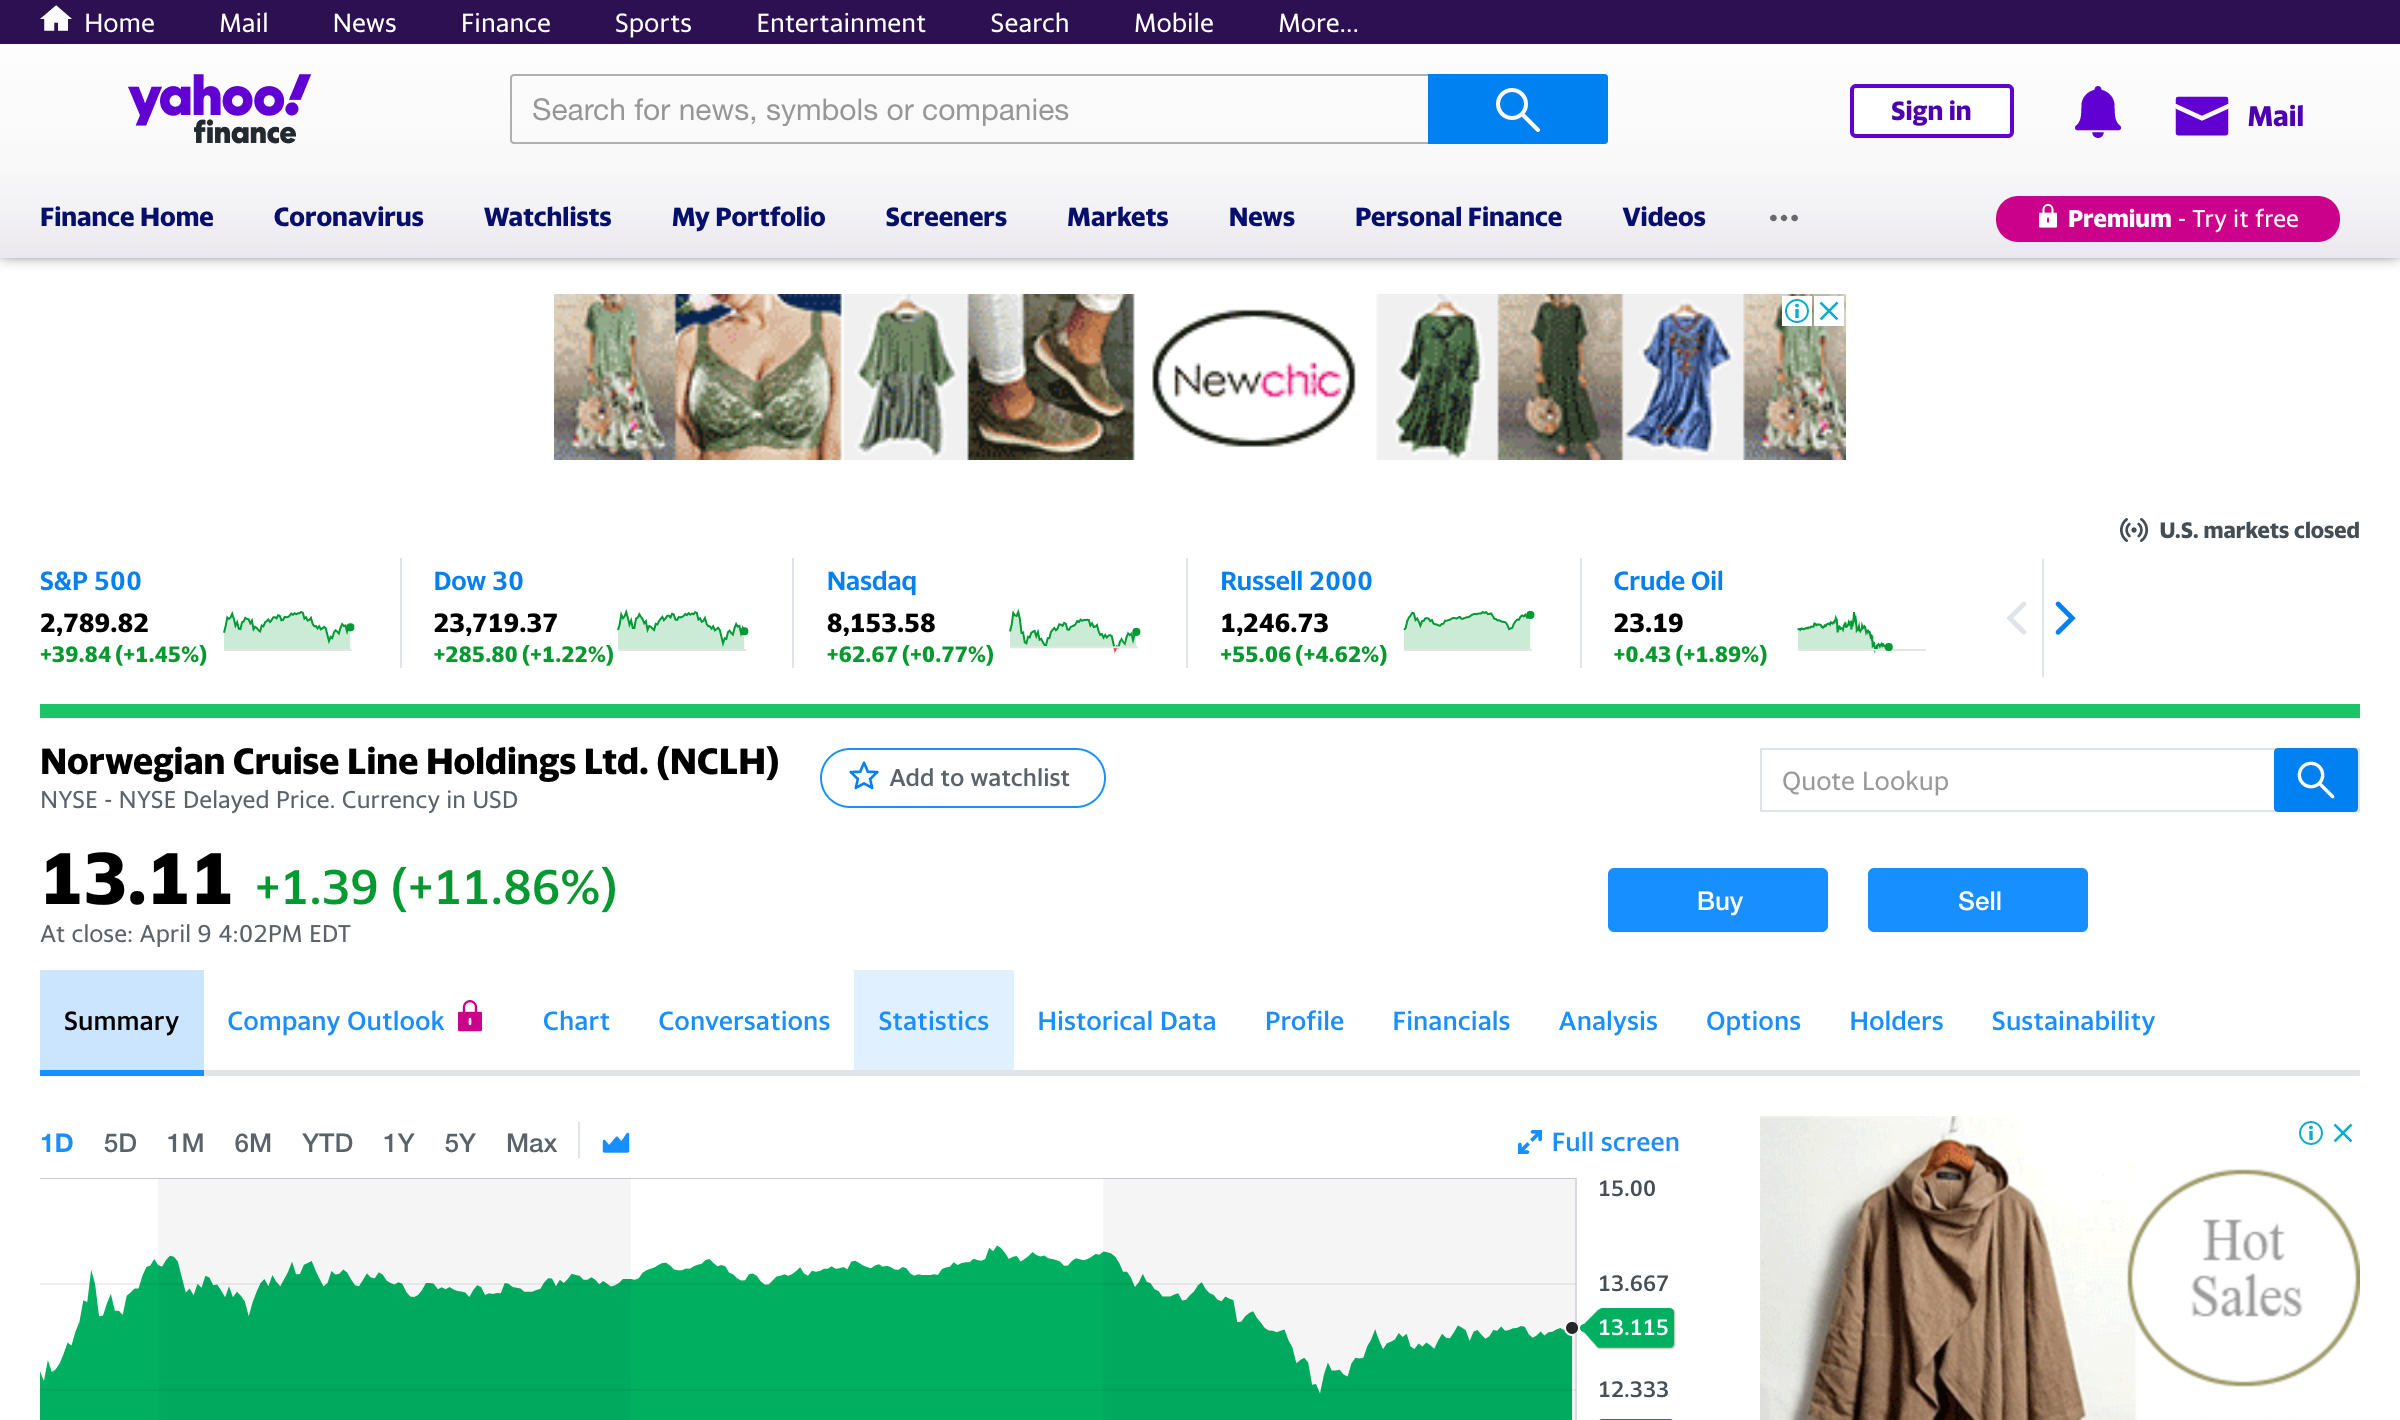 Home Mail News Finance Sports Entertainment Search Mobile More...
yahoo!
finance
Search for news, symbols or companies
Sign in
Mail
Finance Home Coronavirus Watchlists My Portfolio Screeners Markets News Personal Finance Videos
Premium - Try it free
Newchic
U.S. markets closed
S&P 500
2,789.82
+39.84 (+1.45%)
Dow 30
23,719.37
+285.80 (+1.22%)
Nasdaq
8,153.58
+62.67 (+0.77%)
Russell 2000
1,246.73
+55.06 (+4.62%)
Crude Oil
23.19
+0.43 (+1.89%)
Norwegian Cruise Line Holdings Ltd. (NCLH)
NYSE - NYSE Delayed Price. Currency in USD
Add to watchlist
Quote Lookup
13.11 +1.39 (+11.86%)
At close: April 9 4:02PM EDT
Buy
Sell
Summary Company Outlook Chart Conversations Statistics Historical Data Profile Financials Analysis Options Holders Sustainability
1D 5D 1M 6M YTD 1Y 5Y Max
Full screen
15.00
13.667
13.115
12.333
Hot
Sales